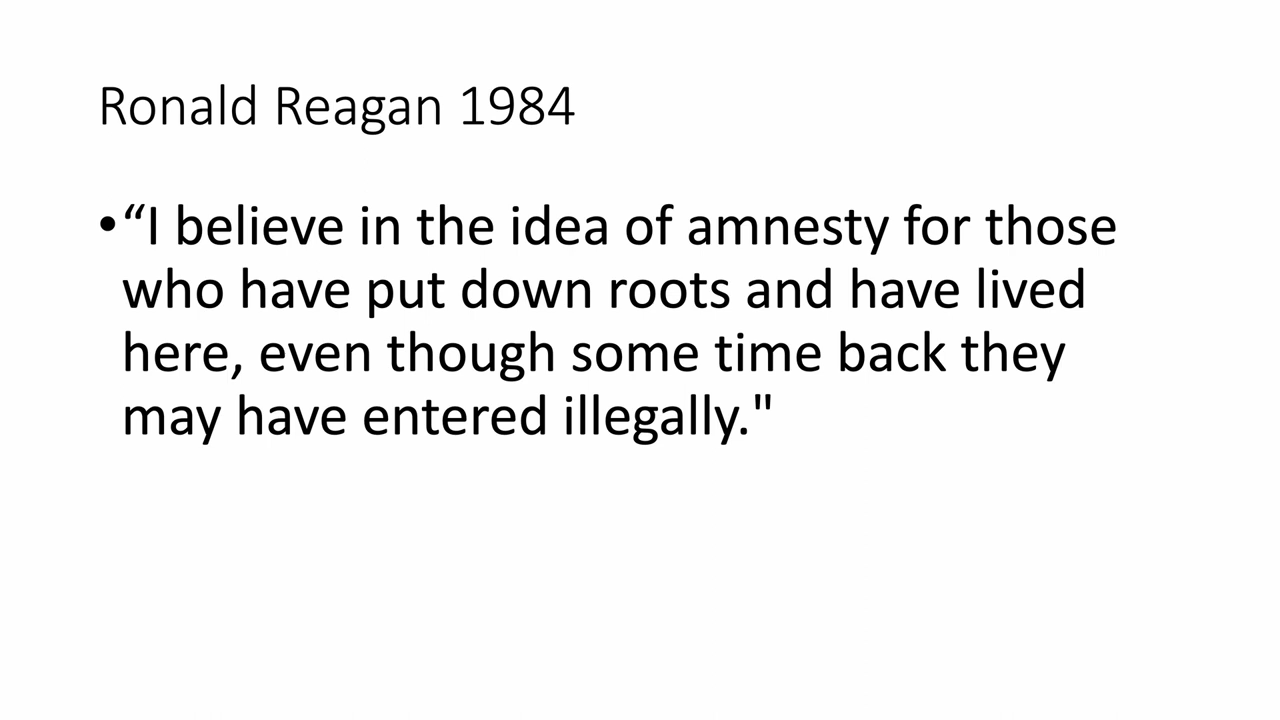 Ronald Reagan 1984
•“I believe in the idea of amnesty for those
who have put down roots and have lived
here, even though some time back they
may have entered illegally."